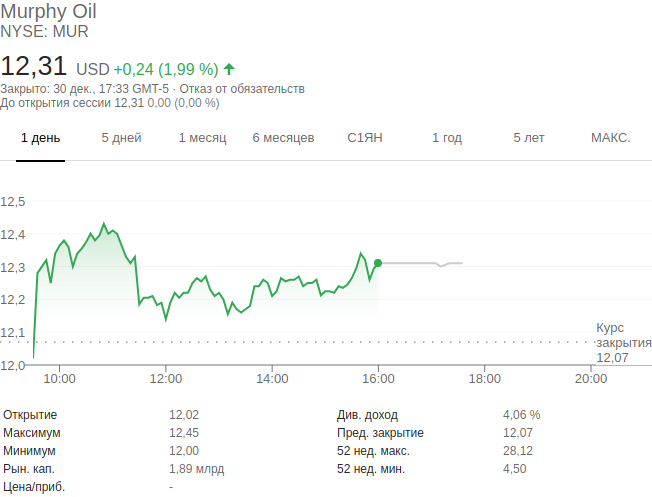 Murphy Oil
NYSE: MUR
12,31 USD +0,24 (1,99 %)
Закрыто: 30 дек., 17:33 GMT-5 · Отказ от обязательств
До открытия сессии 12,31 0,00 (0,00 %)
1 день 5 дней 1 месяц 6 месяцев С1ЯН 1 год 5 лет МАКС.
12,5
12,4
12,3
12,2
12,1
12,0
Курс
закрытия
12,07
10:00 12:00 14:00 16:00 18:00 20:00
Открытие 12,02 Див. доход 4,06 %
Максимум 12,45 Пред. закрытие 12,07
Минимум 12,00 52 нед. макс. 28,12
Рын. кап. 1,89 млрд 52 нед. мин. 4,50
Цена/приб. -